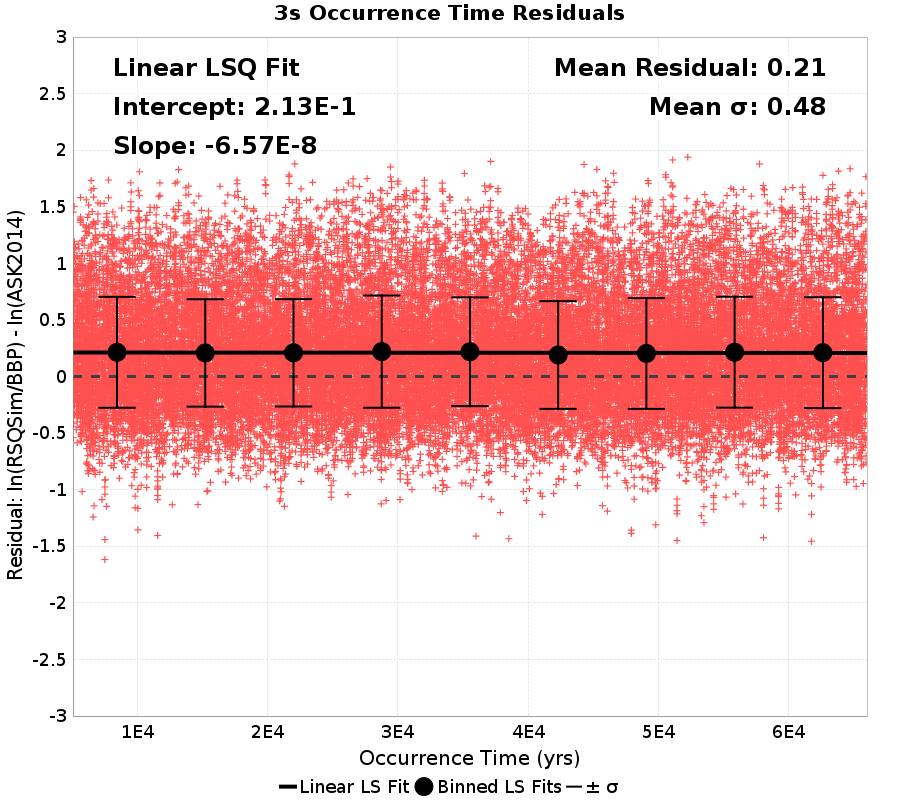 3s Occurrence Time Residuals
Linear LSQ Fit
Intercept: 2.13E-1
Slope: -6.57E-8
Mean Residual: 0.21
Mean σ: 0.48
Residual: ln(RSQSim/BBP) - ln(ASK2014)
3
2.5
2
1.5
1
0.5
0
-0.5
-1
-1.5
-2
-2.5
-3
1E4 2E4 3E4 4E4 5E4 6E4
Occurrence Time (yrs)
Linear LS Fit Binned LS Fits ± σ